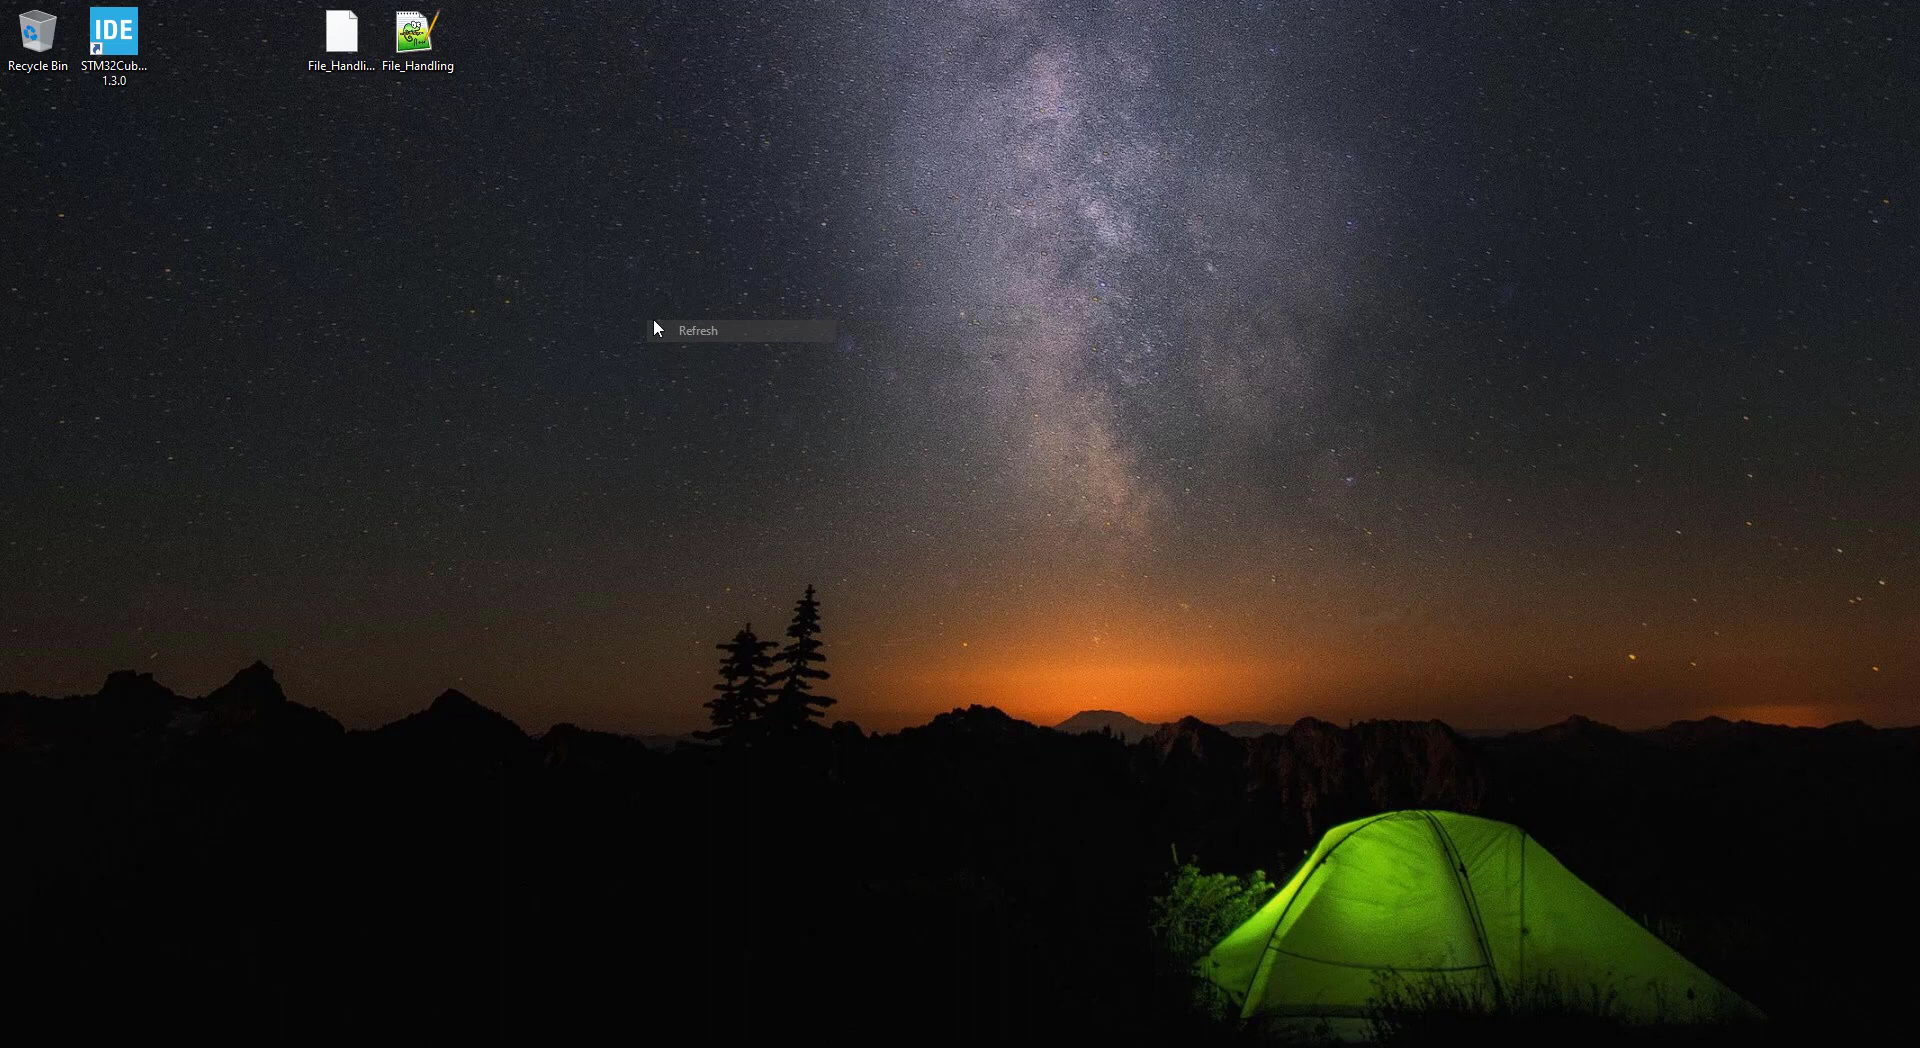 IDE
Recycle Bin
STM32Cub...
1.3.0
File_Handli...
File_Handling
Refresh